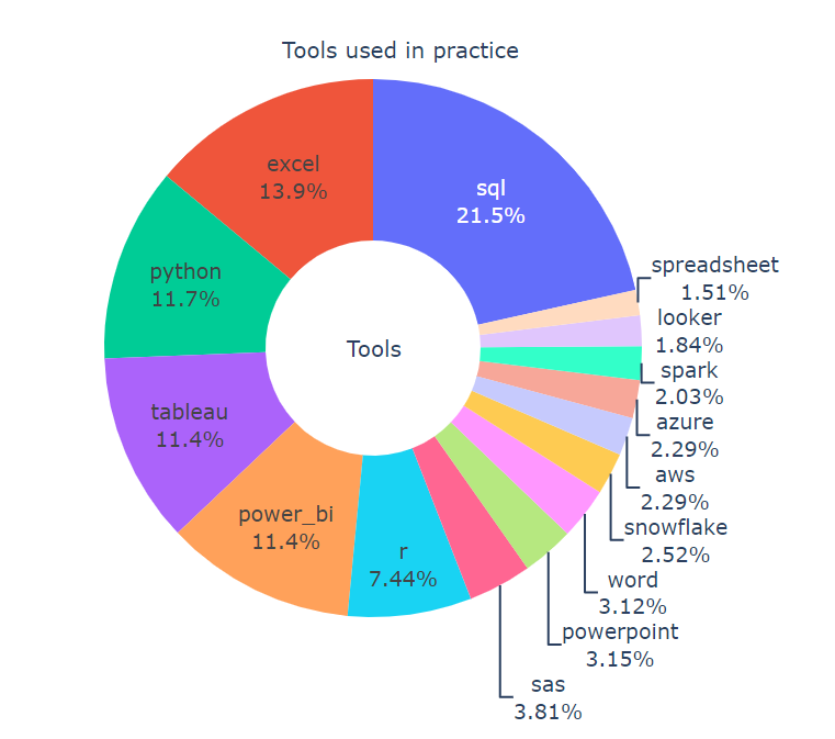 Tools used in practice
excel
13.9%
sql
21.5%
python
11.7%
spreadsheet
1.51%
looker
1.84%
Tools
spark
2.03%
tableau
11.4%
azure
2.29%
aws
2.29%
power_bi
11.4%
snowflake
2.52%
r
7.44%
word
3.12%
powerpoint
3.15%
sas
3.81%